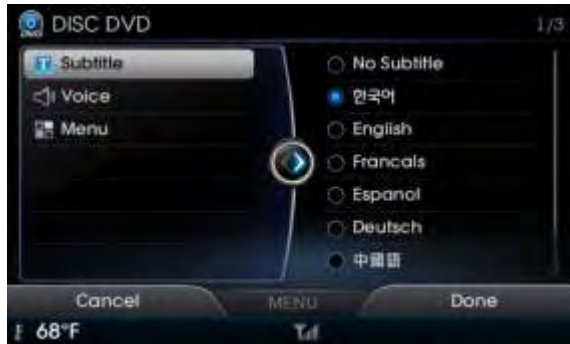 DISC DVD
1/3
Subtitle
Voice
Menu
No Subtitle
한국어
English
Francais
Espanol
Deutsch
中國語
Cancel
MENU
Done
68°F